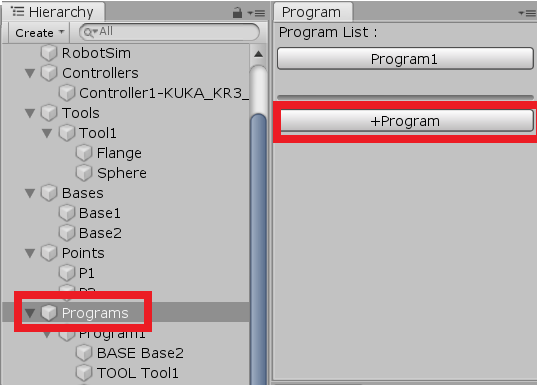 Hierarchy
Create
All
RobotSim
Controllers
Controller1-KUKA_KR3_
Tools
Tool1
Flange
Sphere
Bases
Base1
Base2
Points
P1
Programs
Program1
BASE Base2
TOOL Tool1
Program
Program List :
Program1
+Program